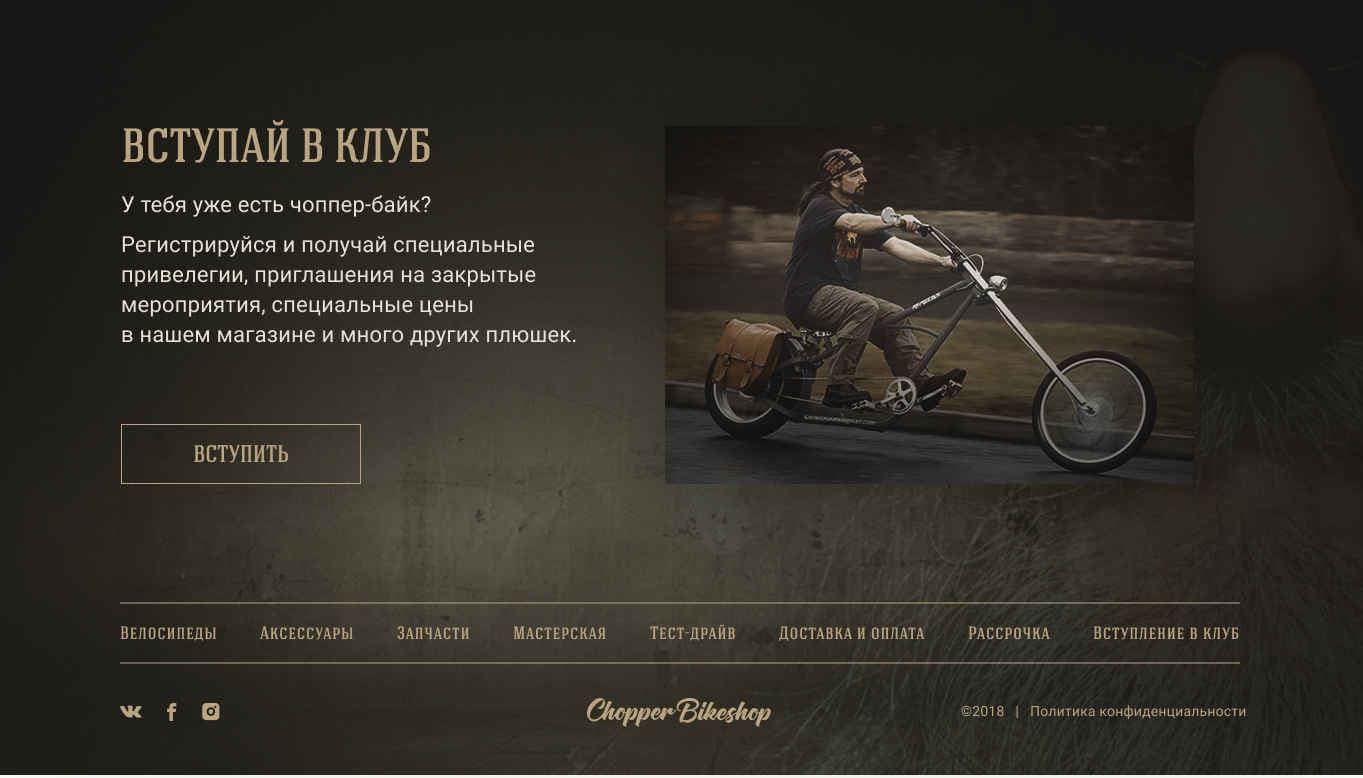 ВСТУПАЙ В КЛУБ
У тебя уже есть чоппер-байк?
Регистрируйся и получай специальные
привелегии, приглашения на закрытые
мероприятия, специальные цены
в нашем магазине и много других плюшек.
ВСТУПИТЬ
Велосипеды Аксессуары Запчасти Мастерская Тест-драйв Доставка и оплата Рассрочка Вступление в клуб
Chopper Bikeshop
©2018 | Политика конфиденциальности